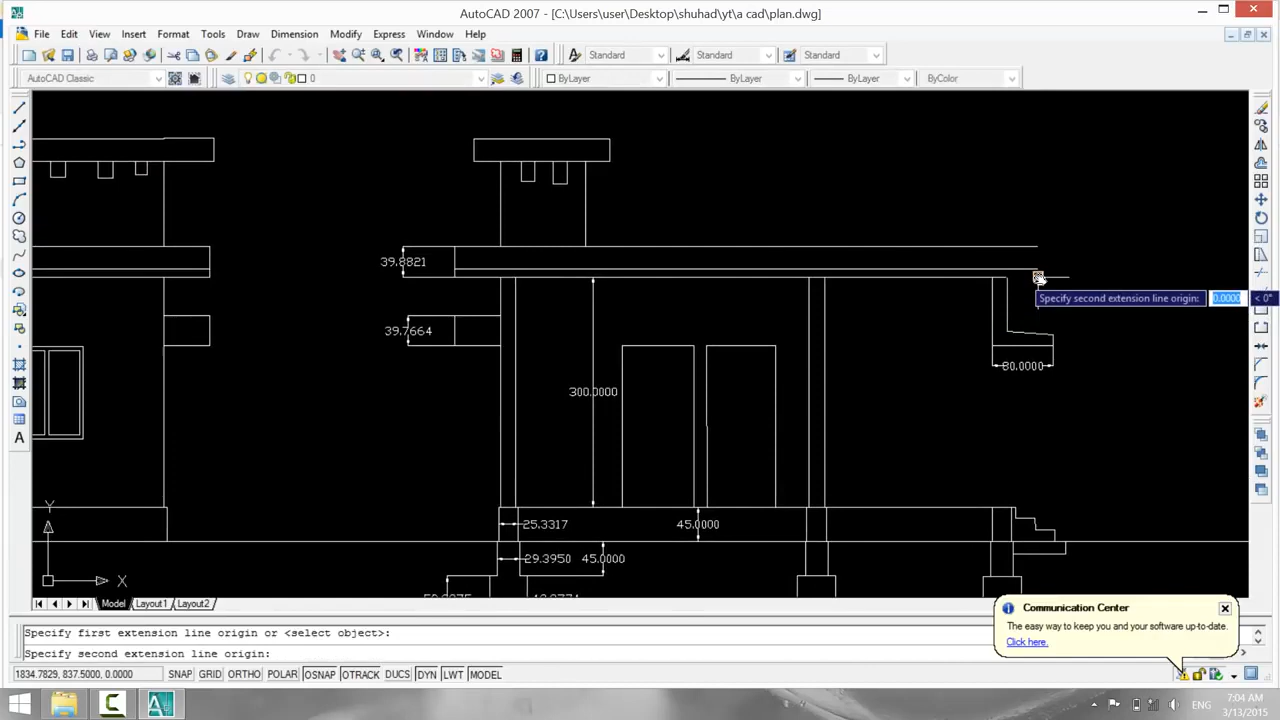 AutoCAD 2007 - [C:\Users\user\Desktop\shuhad\yt\a cad\plan.dwg]
File Edit View Insert Format Tools Draw Dimension Modify Express Window Help
Standard Standard Standard
AutoCAD Classic 0 ByLayer ByLayer ByLayer ByColor
39.8821
Specify second extension line origin: 0.0000 < 0°
39.7664
80.0000
300.0000
25.3317 45.0000
29.3950 45.0000
Y
X
A
Model Layout1 Layout2
Communication Center
The easy way to keep you and your software up-to-date.
Click here.
Specify first extension line origin or <select object>:
Specify second extension line origin:
1834.7829, 837.5000, 0.0000 SNAP GRID ORTHO POLAR OSNAP OTRACK DUCS DYN LWT MODEL
ENG 7:04 AM
3/13/2015